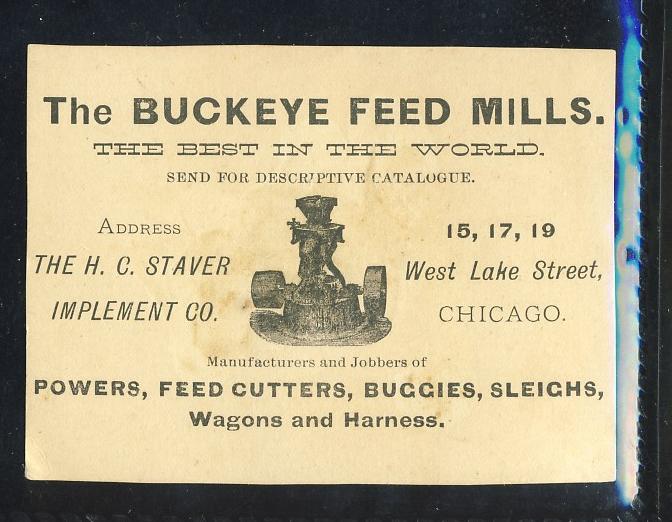 The BUCKEYE FEED MILLS.
THE BEST IN THE WORLD.
SEND FOR DESCRIPTIVE CATALOGUE.
Address
THE H. C. STAVER
IMPLEMENT CO.
15, 17, 19
West Lake Street,
CHICAGO.
Manufacturers and Jobbers of
POWERS, FEED CUTTERS, BUGGIES, SLEIGHS,
Wagons and Harness.